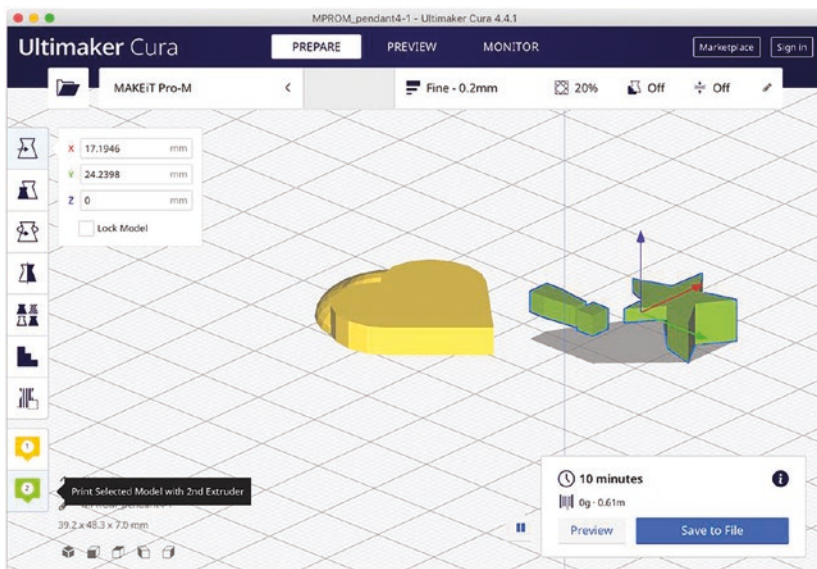 MPROM_pendant4-1 - Ultimaker Cura 4.4.1
Ultimaker Cura
PREPARE
PREVIEW
MONITOR
Marketplace
Sign in
MAKEiT Pro-M
Fine - 0.2mm
20%
Off
Off
X 17.1946 mm
Y 24.2398 mm
Z 0 mm
Lock Model
1
2
Print Selected Model with 2nd Extruder
39.2 x 48.3 x 7.0 mm
10 minutes
0g · 0.61m
Preview
Save to File